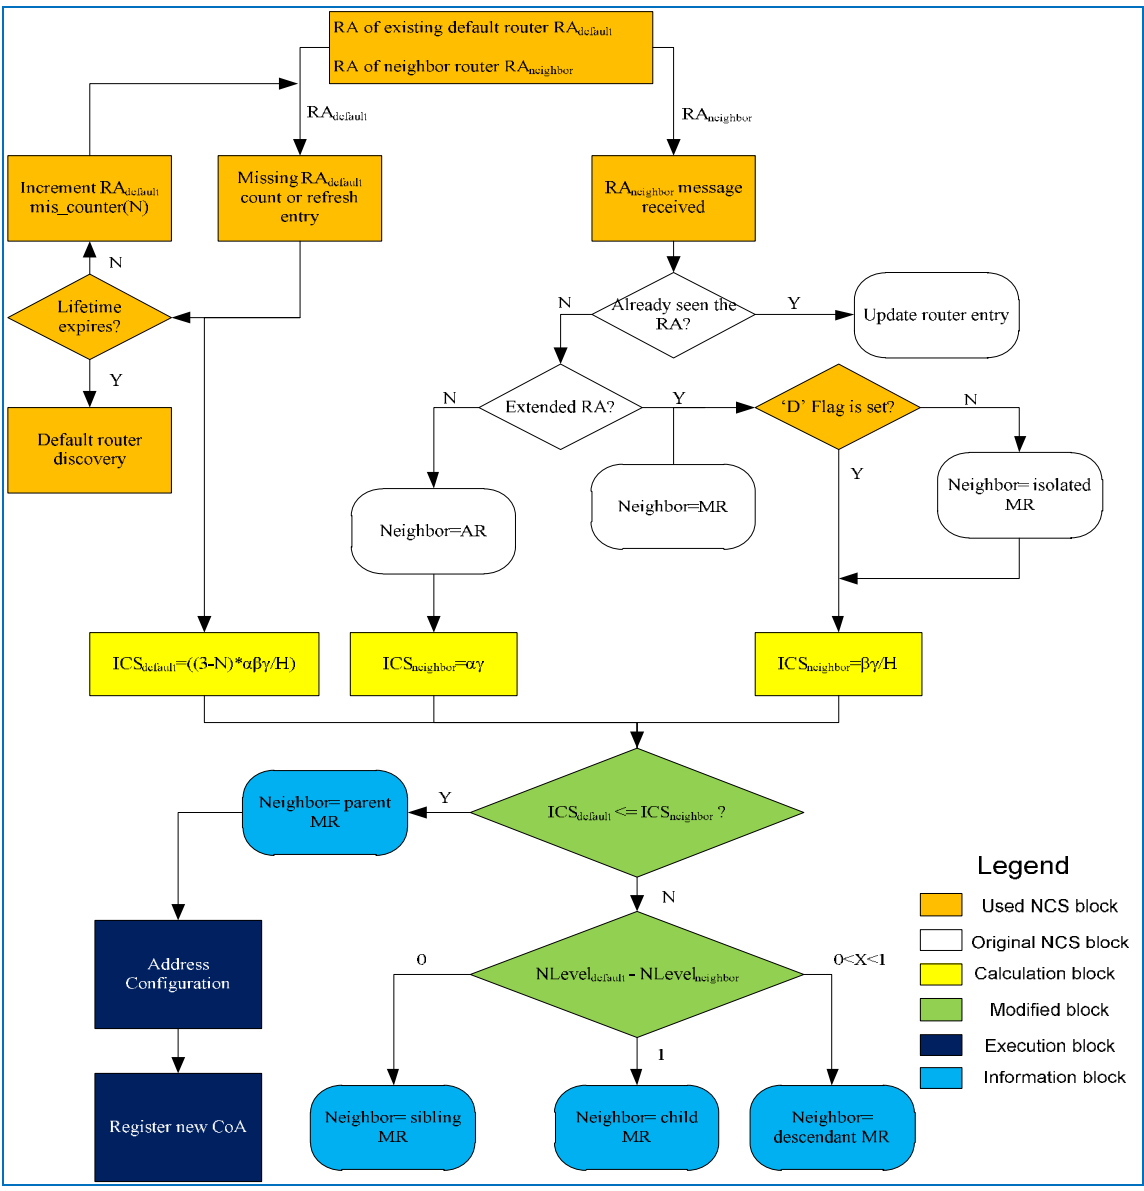 RA of existing default router RAdefault
RA of neighbor router RAneighbor
RAdefault
RAneighbor
Increment RAdefault
mis_counter(N)
Missing RAdefault
count or refresh
entry
RAneighbor message
received
N
Lifetime
expires?
Y
Default router
discovery
N
Already seen the
RA?
Y
Update router entry
N
Extended RA?
Y
‘D’ Flag is set?
N
Y
Neighbor=AR
Neighbor=MR
Neighbor= isolated
MR
ICSdefault=((3-N)*αβγ/H)
ICSneighbor=αγ
ICSneighbor=βγ/H
Neighbor= parent
MR
Y
ICSdefault <= ICSneighbor ?
N
Address
Configuration
0
NLeveldefault - NLevelneighbor
0<X<1
1
Register new CoA
Neighbor= sibling
MR
Neighbor= child
MR
Neighbor=
descendant MR
Legend
Used NCS block
Original NCS block
Calculation block
Modified block
Execution block
Information block